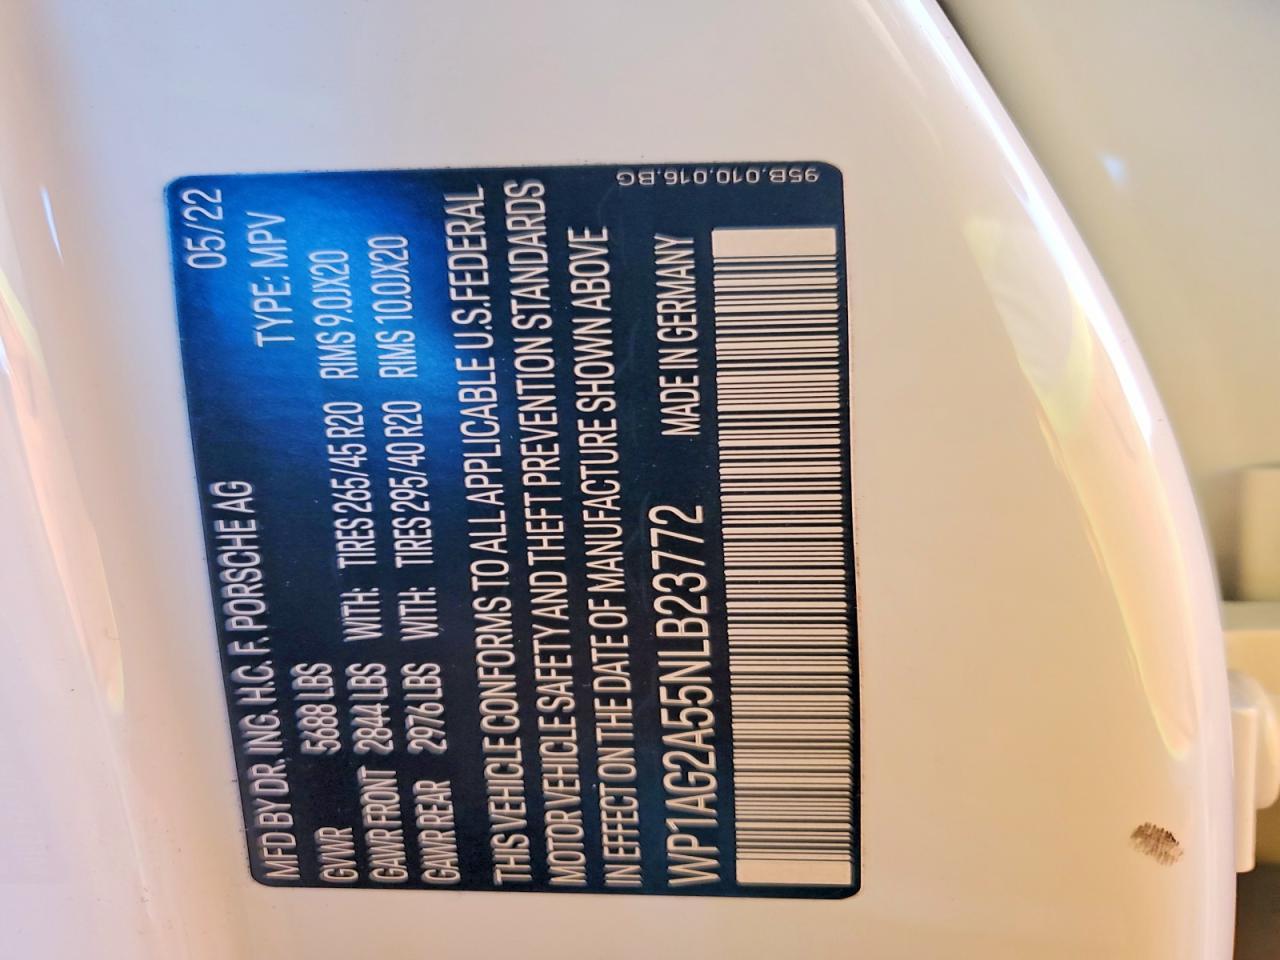 MFD BY DR. ING. H.C. F. PORSCHE AG 05/22
GVWR 5688 LBS TYPE: MPV
GAWR FRONT 2844 LBS WITH: TIRES 265/45 R20 RIMS 9.0JX20
GAWR REAR 2976 LBS WITH: TIRES 295/40 R20 RIMS 10.0JX20
THIS VEHICLE CONFORMS TO ALL APPLICABLE U.S. FEDERAL
MOTOR VEHICLE SAFETY AND THEFT PREVENTION STANDARDS
IN EFFECT ON THE DATE OF MANUFACTURE SHOWN ABOVE
WP1AG2A55NLB23772 MADE IN GERMANY
95B.010.016.BG